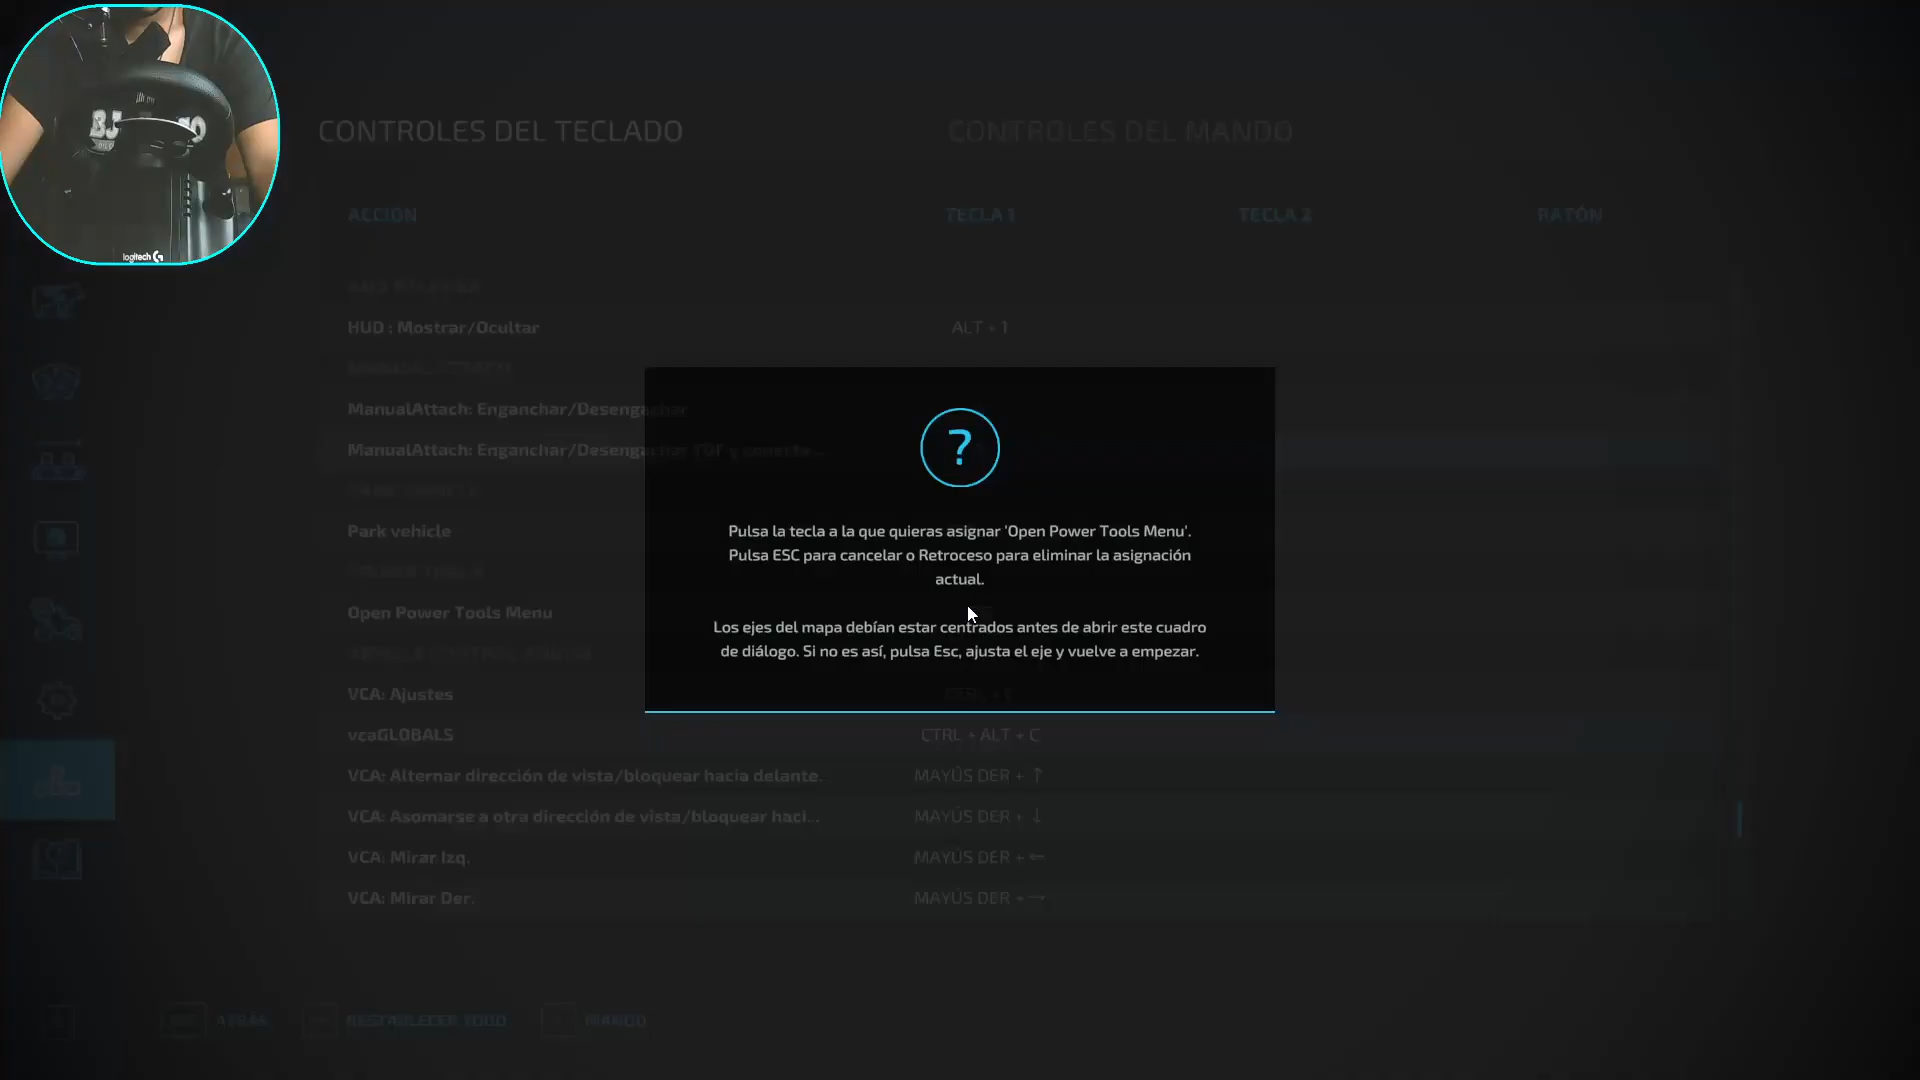 CONTROLES DEL TECLADO
CONTROLES DEL MANDO
ACCIÓN
TECLA 1
TECLA 2
RATÓN
HUD : Mostrar/Ocultar
ALT + 1
ManualAttach: Enganchar/Desenganchar
ManualAttach: Enganchar/Desenganchar TDF y conecta...
Park vehicle
Open Power Tools Menu
VCA: Ajustes
vcaGLOBALS
CTRL + ALT + C
VCA: Alternar dirección de vista/bloquear hacia delante.
MAYÚS DER + ↑
VCA: Asomarse a otra dirección de vista/bloquear haci...
MAYÚS DER + ↓
VCA: Mirar Izq.
MAYÚS DER + ←
VCA: Mirar Der.
MAYÚS DER + →
ATRÁS
RESTABLECER TODO
MANDO
Pulsa la tecla a la que quieras asignar 'Open Power Tools Menu'.
Pulsa ESC para cancelar o Retroceso para eliminar la asignación
actual.
Los ejes del mapa debían estar centrados antes de abrir este cuadro
de diálogo. Si no es así, pulsa Esc, ajusta el eje y vuelve a empezar.
logitech G